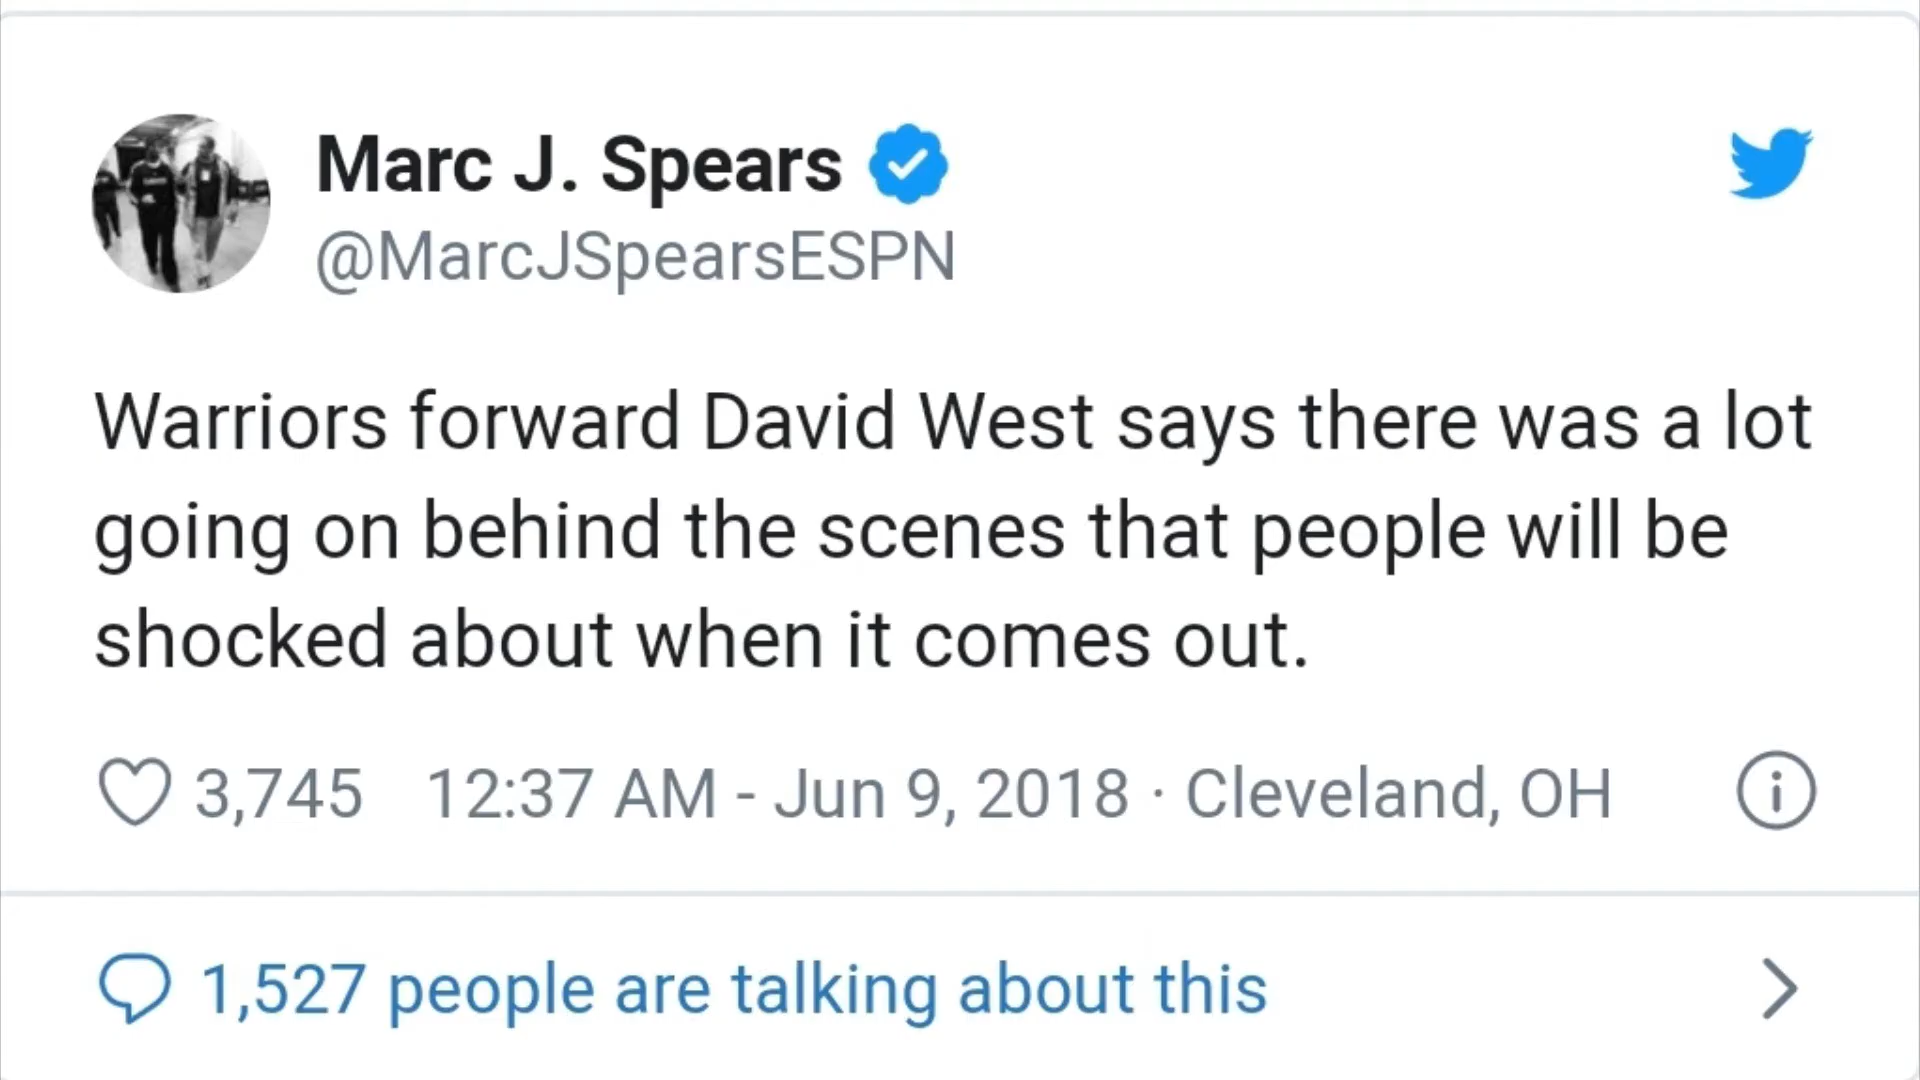 Marc J. Spears
@MarcJSpearsESPN
Warriors forward David West says there was a lot
going on behind the scenes that people will be
shocked about when it comes out.
3,745 12:37 AM - Jun 9, 2018 · Cleveland, OH
1,527 people are talking about this